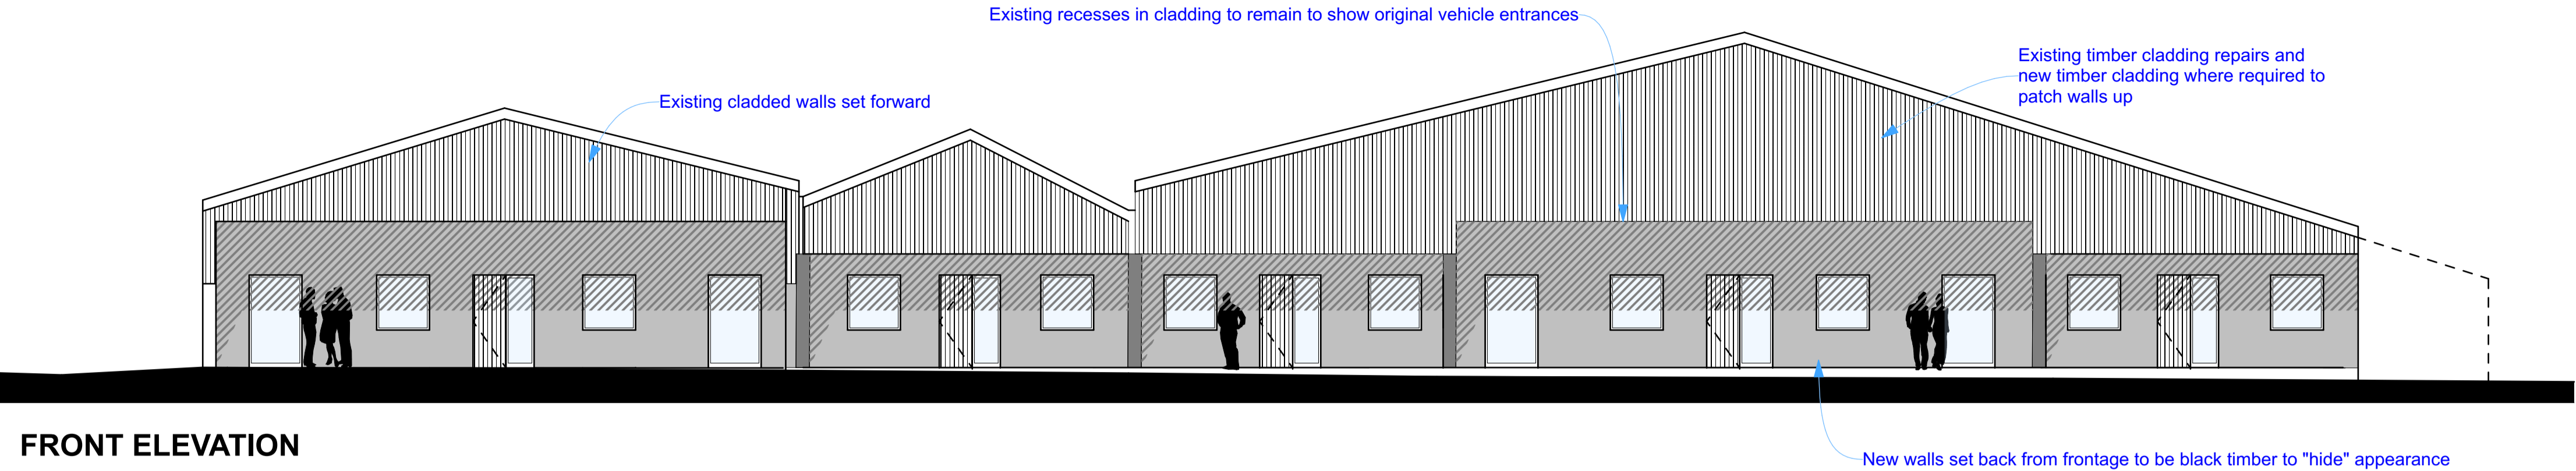 Existing recesses in cladding to remain to show original vehicle entrances
Existing timber cladding repairs and
new timber cladding where required to
patch walls up
Existing cladded walls set forward
FRONT ELEVATION
New walls set back from frontage to be black timber to "hide" appearance